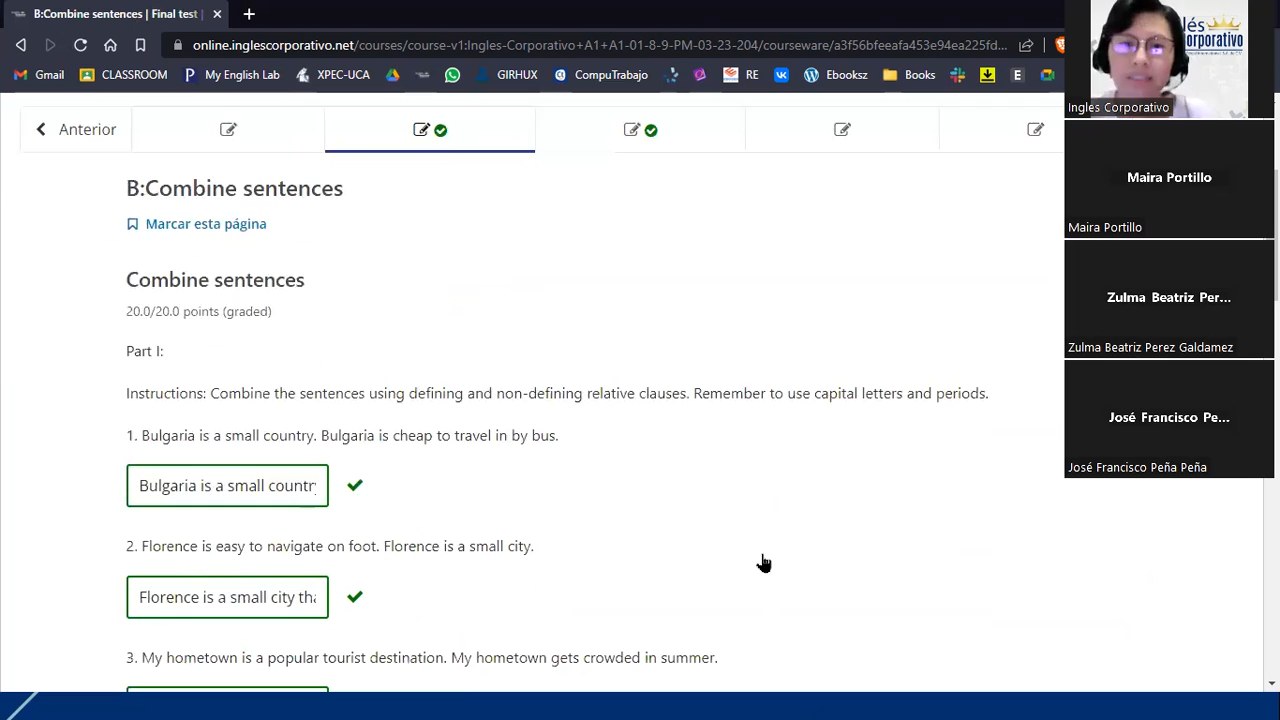 B:Combine sentences | Final test |
online.inglescorporativo.net/courses/course-v1:Ingles-Corporativo+A1+A1-01-8-9-PM-03-23-204/courseware/a3f56bfeeafa453e94ea225fd...
Gmail CLASSROOM My English Lab XPEC-UCA GIRHUX CompuTrabajo RE Ebooksz Books
Inglés
Corporativo
Ingles Corporativo
Anterior
B:Combine sentences
Marcar esta página
Combine sentences
20.0/20.0 points (graded)
Part I:
Instructions: Combine the sentences using defining and non-defining relative clauses. Remember to use capital letters and periods.
1. Bulgaria is a small country. Bulgaria is cheap to travel in by bus.
Bulgaria is a small country
2. Florence is easy to navigate on foot. Florence is a small city.
Florence is a small city tha
3. My hometown is a popular tourist destination. My hometown gets crowded in summer.
Maira Portillo
Maira Portillo
Zulma Beatriz Per...
Zulma Beatriz Perez Galdamez
José Francisco Pe...
José Francisco Peña Peña